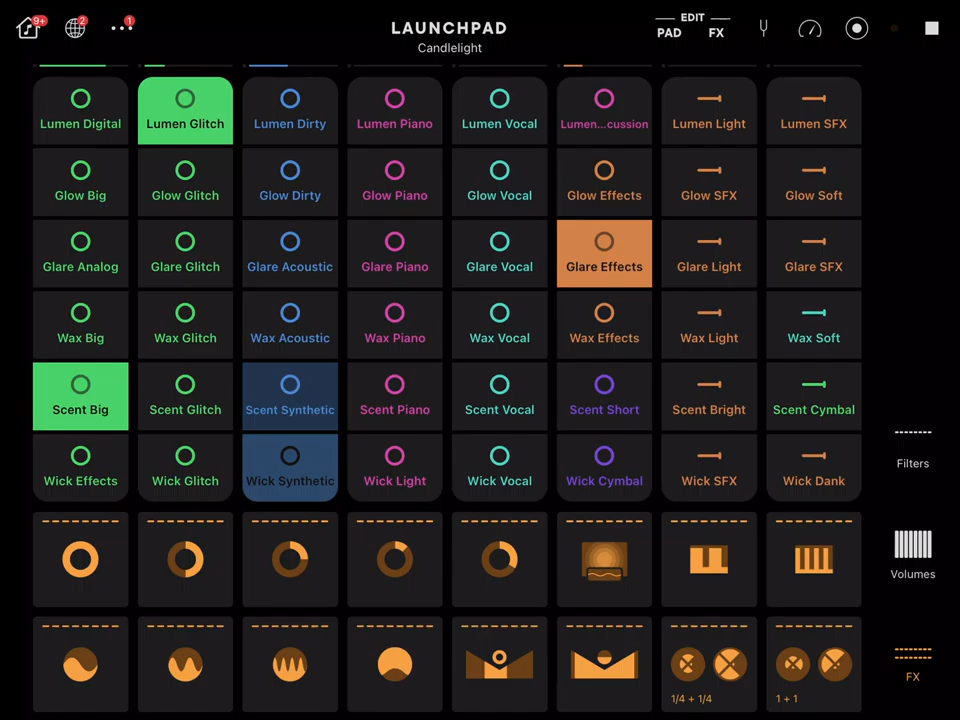 9+
2
1
LAUNCHPAD
Candlelight
EDIT
PAD FX
Lumen Digital Lumen Glitch Lumen Dirty Lumen Piano Lumen Vocal Lumen...cussion Lumen Light Lumen SFX
Glow Big Glow Glitch Glow Dirty Glow Piano Glow Vocal Glow Effects Glow SFX Glow Soft
Glare Analog Glare Glitch Glare Acoustic Glare Piano Glare Vocal Glare Effects Glare Light Glare SFX
Wax Big Wax Glitch Wax Acoustic Wax Piano Wax Vocal Wax Effects Wax Light Wax Soft
Scent Big Scent Glitch Scent Synthetic Scent Piano Scent Vocal Scent Short Scent Bright Scent Cymbal
Filters
Wick Effects Wick Glitch Wick Synthetic Wick Light Wick Vocal Wick Cymbal Wick SFX Wick Dank
Volumes
FX
1/4 + 1/4 1 + 1